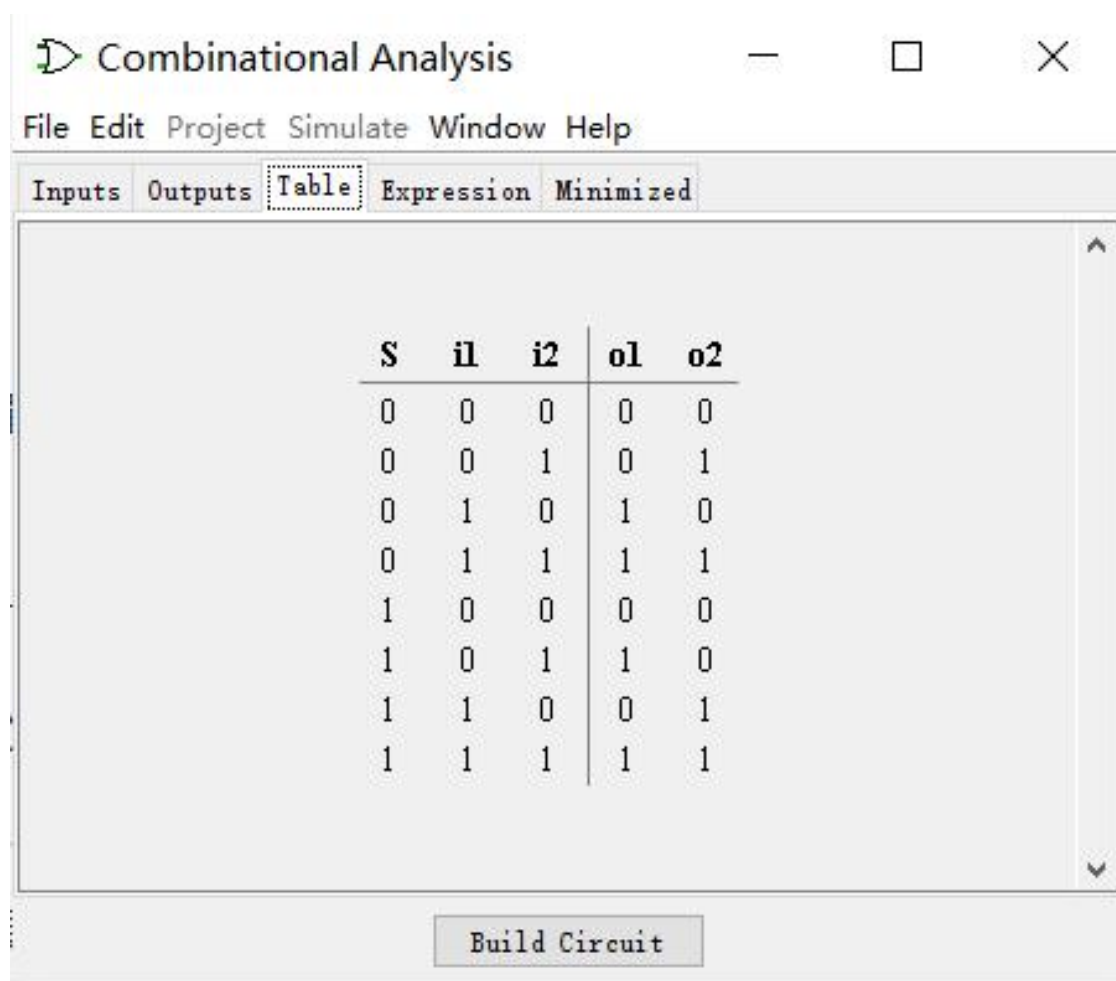 Combinational Analysis
File Edit Project Simulate Window Help
Inputs Outputs Table Expression Minimized
S i1 i2 o1 o2
0 0 0 0 0
0 0 1 0 1
0 1 0 1 0
0 1 1 1 1
1 0 0 0 0
1 0 1 1 0
1 1 0 0 1
1 1 1 1 1
Build Circuit